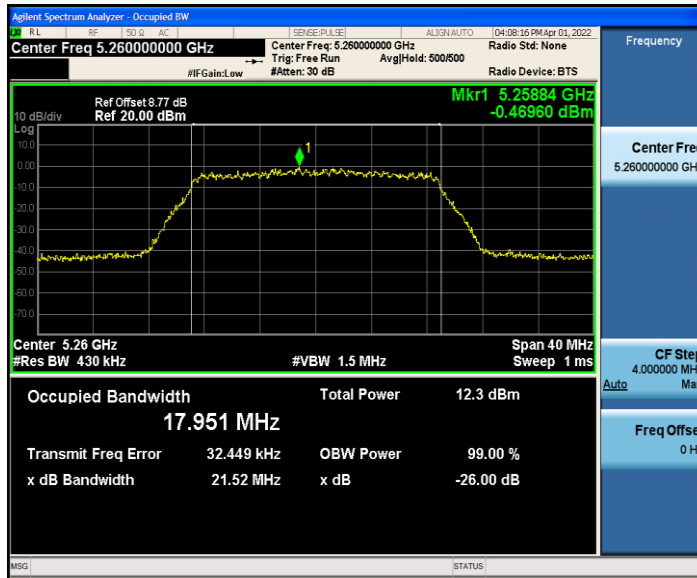 Agilent Spectrum Analyzer - Occupied BW
RL RF 50 Ω AC SENSE:PULSE ALIGN AUTO 04:08:16 PM Apr 01, 2022
Center Freq 5.260000000 GHz
Center Freq: 5.260000000 GHz
Radio Std: None
Trig: Free Run Avg|Hold: 500/500
#IFGain:Low #Atten: 30 dB Radio Device: BTS
Frequency
Ref Offset 8.77 dB
10 dB/div Ref 20.00 dBm
Mkr1 5.25884 GHz
-0.46960 dBm
Log
10.0
0.00
-10.0
-20.0
-30.0
-40.0
-50.0
-60.0
-70.0
1
Center 5.26 GHz Span 40 MHz
#Res BW 430 kHz #VBW 1.5 MHz Sweep 1 ms
Occupied Bandwidth Total Power 12.3 dBm
17.951 MHz
Transmit Freq Error 32.449 kHz OBW Power 99.00 %
x dB Bandwidth 21.52 MHz x dB -26.00 dB
Center Fre
5.260000000 GH
CF Step
4.000000 MH
Auto Ma
Freq Offse
0 H
MSG STATUS